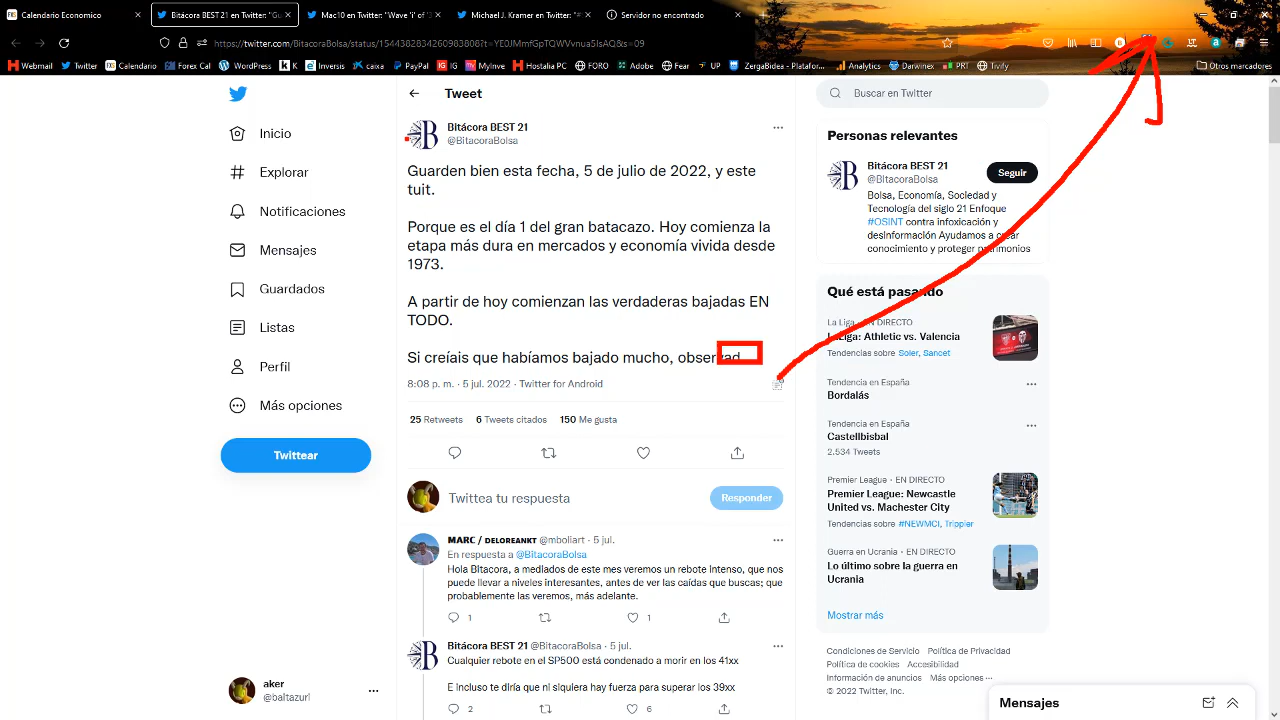 Calendario Economico
Bitácora BEST 21 en Twitter: "Gu
Mac10 en Twitter: "Wave 'i' of '3
Michael J. Kramer en Twitter: "#
Servidor no encontrado
https://twitter.com/BitacoraBolsa/status/1544382834260983808?t=YE0JMmfGpTQWVvnua5IsAQ&s=09
Webmail
Twitter
Calendario
Forex Cal
WordPress
K
Inversis
caixa
PayPal
IG
MyInve
Hostalia PC
FORO
Adobe
Fear
UP
ZergaBidea - Platafor...
Analytics
Darwinex
PRT
Tivify
Otros marcadores
Inicio
Explorar
Notificaciones
Mensajes
Guardados
Listas
Perfil
Más opciones
Twittear
aker
@baltazurl
Tweet
Bitácora BEST 21
@BitacoraBolsa
Guarden bien esta fecha, 5 de julio de 2022, y este
tuit.
Porque es el día 1 del gran batacazo. Hoy comienza la
etapa más dura en mercados y economía vivida desde
1973.
A partir de hoy comienzan las verdaderas bajadas EN
TODO.
Si creíais que habíamos bajado mucho, observad
8:08 p. m. · 5 jul. 2022 · Twitter for Android
25 Retweets 6 Tweets citados 150 Me gusta
Twittea tu respuesta
Responder
MARC / DELOREANKT @mboliart · 5 jul.
En respuesta a @BitacoraBolsa
Hola Bitacora, a mediados de este mes veremos un rebote intenso, que nos
puede llevar a niveles interesantes, antes de ver las caídas que buscas; que
probablemente las veremos, más adelante.
1 1
Bitácora BEST 21 @BitacoraBolsa · 5 jul.
Cualquier rebote en el SP500 está condenado a morir en los 41xx
E incluso te diría que ni siquiera hay fuerza para superar los 39xx
2 6
Buscar en Twitter
Personas relevantes
Bitácora BEST 21
@BitacoraBolsa
Seguir
Bolsa, Economía, Sociedad y
Tecnología del siglo 21 Enfoque
#OSINT contra infoxicación y
desinformación Ayudamos a crear
conocimiento y proteger patrimonios
Qué está pasando
La Liga · EN DIRECTO
LaLiga: Athletic vs. Valencia
Tendencias sobre Soler, Sancet
Tendencia en España
Bordalás
Tendencia en España
Castellbisbal
2.534 Tweets
Premier League · EN DIRECTO
Premier League: Newcastle
United vs. Machester City
Tendencias sobre #NEWMCI, Trippier
Guerra en Ucrania · EN DIRECTO
Lo último sobre la guerra en
Ucrania
Mostrar más
Condiciones de Servicio Política de Privacidad
Política de cookies Accesibilidad
Información de anuncios Más opciones ···
© 2022 Twitter, Inc.
Mensajes